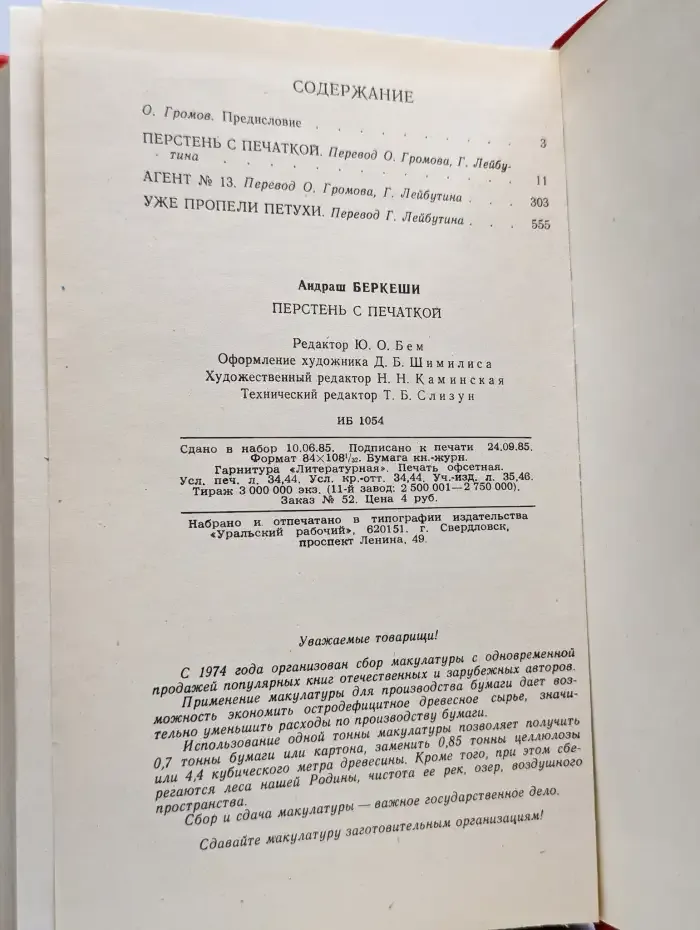 СОДЕРЖАНИЕ
О. Громов. Предисловие . . . . . . . . . 3
ПЕРСТЕНЬ С ПЕЧАТКОЙ. Перевод О. Громова, Г. Лейбу-
тина . . . . . . . . . . . . 11
АГЕНТ № 13. Перевод О. Громова, Г. Лейбутина . . . 303
УЖЕ ПРОПЕЛИ ПЕТУХИ. Перевод Г. Лейбутина . . . 555
Андраш БЕРКЕШИ
ПЕРСТЕНЬ С ПЕЧАТКОЙ
Редактор Ю. О. Бем
Оформление художника Д. Б. Шимилиса
Художественный редактор Н. Н. Каминская
Технический редактор Т. Б. Слизун
ИБ 1054
Сдано в набор 10.06.85. Подписано к печати 24.09.85.
Формат 84×108¹/₃₂. Бумага кн.-журн.
Гарнитура «Литературная». Печать офсетная.
Усл. печ. л. 34,44. Усл. кр.-отт. 34,44. Уч.-изд. л. 35,46.
Тираж 3 000 000 экз. (11-й завод: 2 500 001—2 750 000).
Заказ № 52. Цена 4 руб.
Набрано и отпечатано в типографии издательства
«Уральский рабочий», 620151. г. Свердловск,
проспект Ленина, 49.
Уважаемые товарищи!
С 1974 года организован сбор макулатуры с одновременной
продажей популярных книг отечественных и зарубежных авторов.
Применение макулатуры для производства бумаги дает воз-
можность экономить остродефицитное древесное сырье, значи-
тельно уменьшить расходы по производству бумаги.
Использование одной тонны макулатуры позволяет получить
0,7 тонны бумаги или картона, заменить 0,85 тонны целлюлозы
или 4,4 кубического метра древесины. Кроме того, при этом сбе-
регаются леса нашей Родины, чистота ее рек, озер, воздушного
пространства.
Сбор и сдача макулатуры — важное государственное дело.
Сдавайте макулатуру заготовительным организациям!